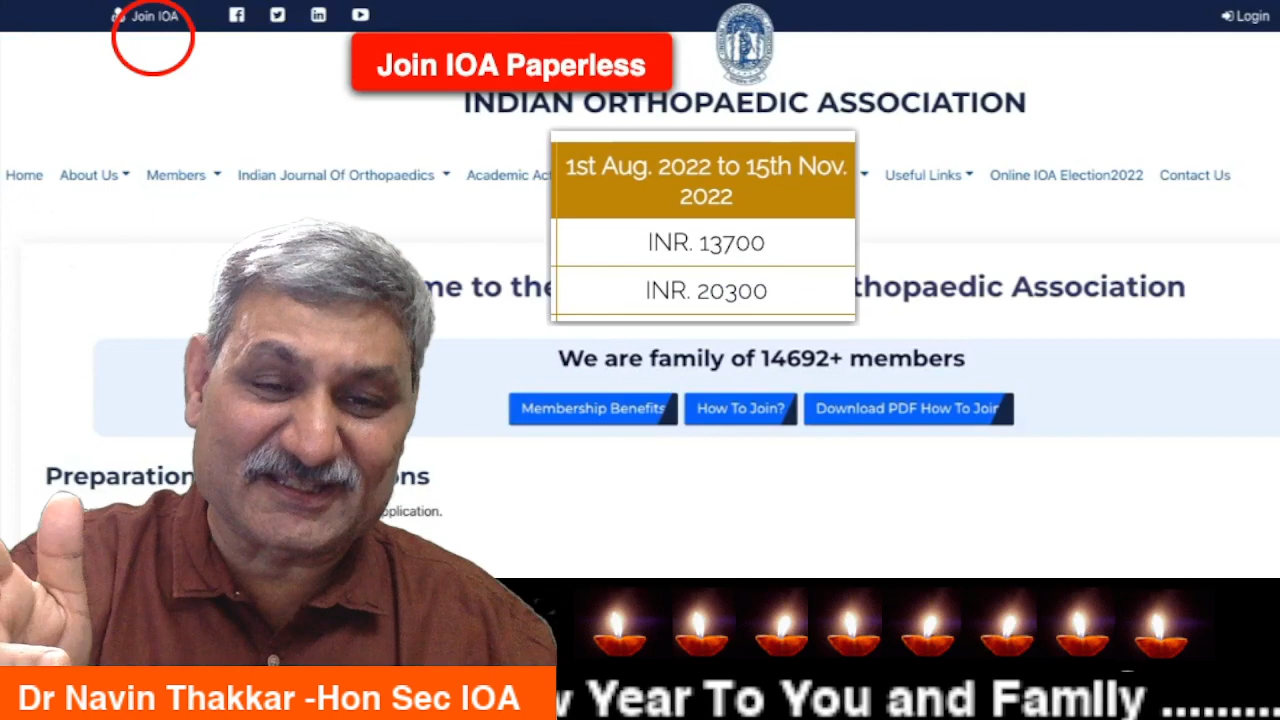 Join IOA
Login
Join IOA Paperless
INDIAN ORTHOPAEDIC ASSOCIATION
Home About Us Members Indian Journal Of Orthopaedics Academic Act Useful Links Online IOA Election2022 Contact Us
1st Aug. 2022 to 15th Nov.
2022
INR. 13700
INR. 20300
me to the thopaedic Association
We are family of 14692+ members
Membership Benefits How To Join? Download PDF How To Join
Preparation ons
pplication.
Dr Navin Thakkar -Hon Sec IOA
w Year To You and FamIly .........